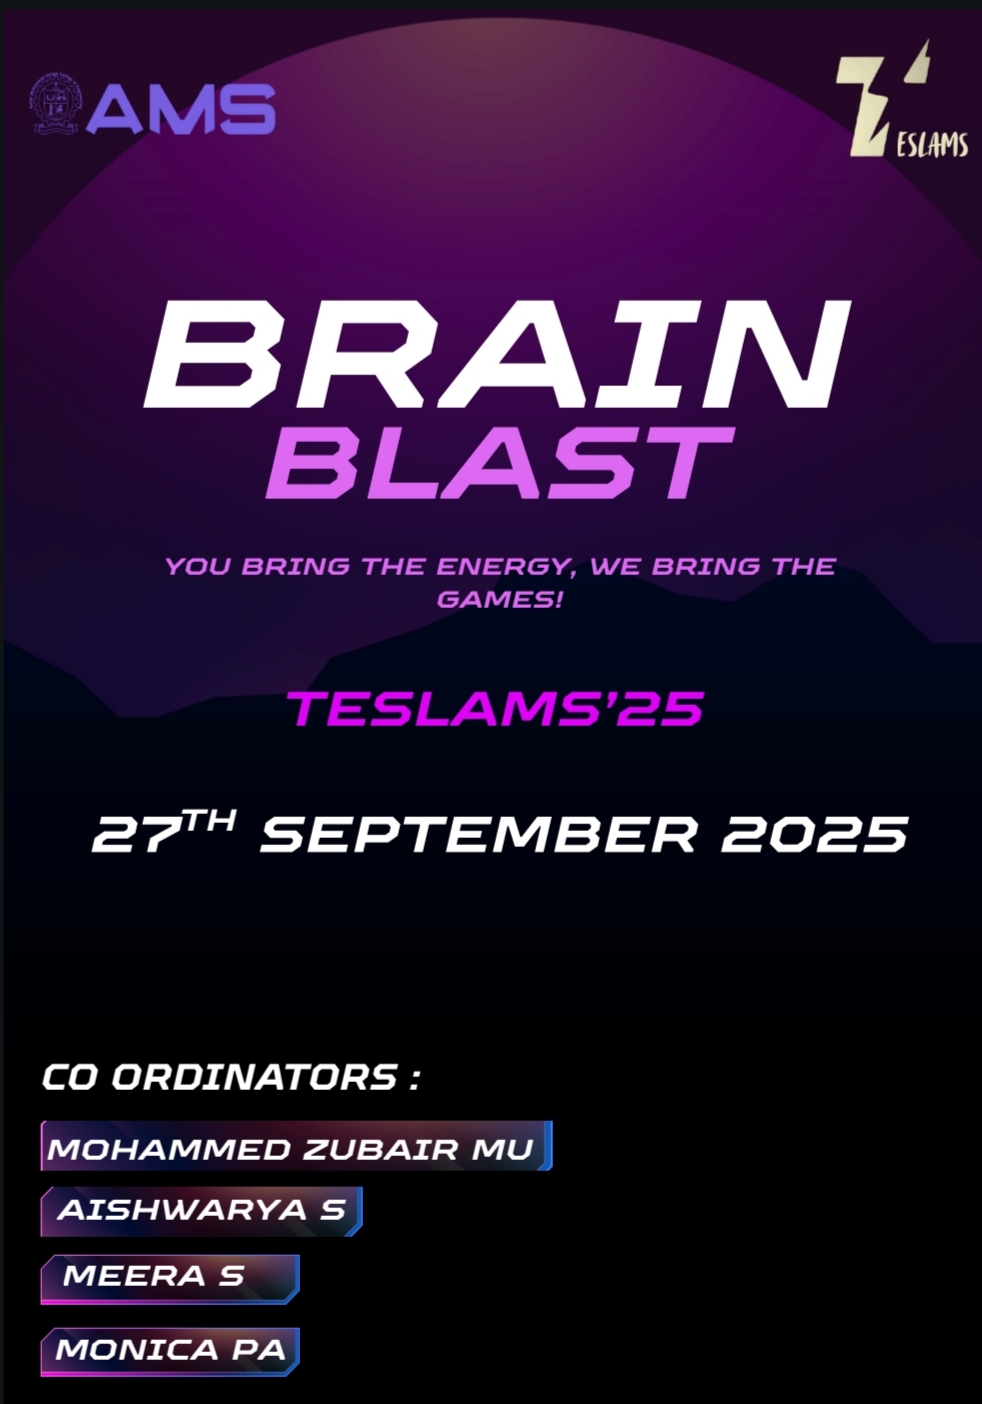 AMS
T'ESLAMS
BRAIN
BLAST
YOU BRING THE ENERGY, WE BRING THE
GAMES!
TESLAMS’25
27TH SEPTEMBER 2025
CO ORDINATORS :
MOHAMMED ZUBAIR MU
AISHWARYA S
MEERA S
MONICA PA